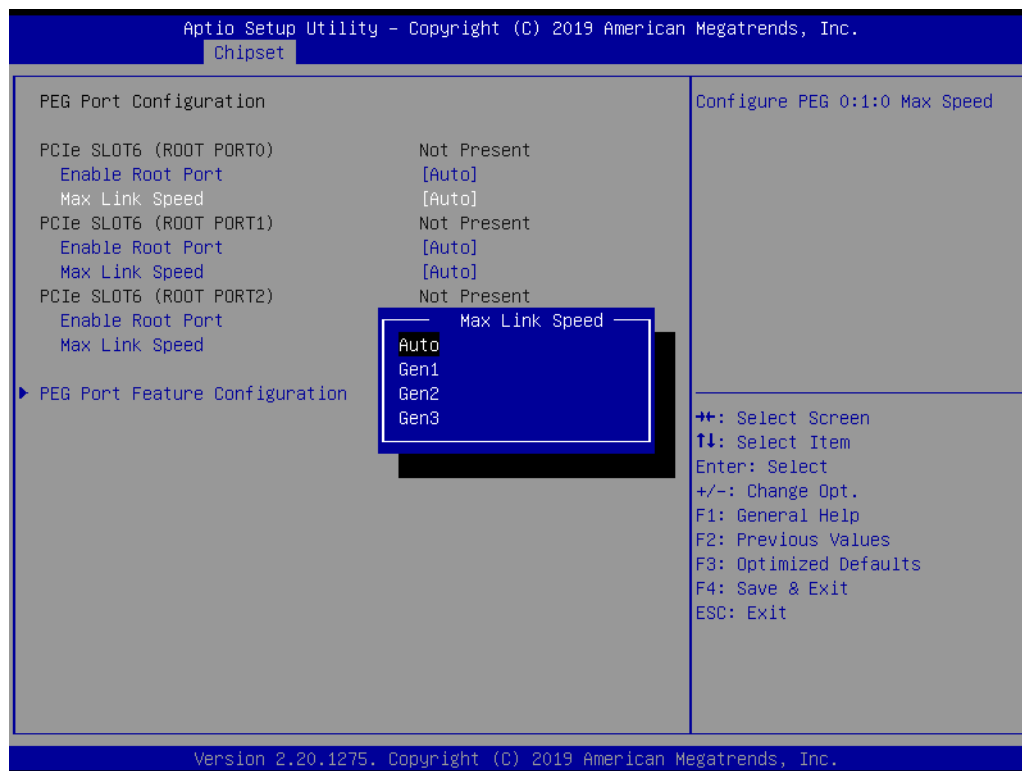 Aptio Setup Utility – Copyright (C) 2019 American Megatrends, Inc.
Chipset
PEG Port Configuration
PCIe SLOT6 (ROOT PORT0) Not Present
Enable Root Port [Auto]
Max Link Speed [Auto]
PCIe SLOT6 (ROOT PORT1) Not Present
Enable Root Port [Auto]
Max Link Speed [Auto]
PCIe SLOT6 (ROOT PORT2) Not Present
Enable Root Port
Max Link Speed
PEG Port Feature Configuration
Max Link Speed
Auto
Gen1
Gen2
Gen3
Configure PEG 0:1:0 Max Speed
→←: Select Screen
↑↓: Select Item
Enter: Select
+/-: Change Opt.
F1: General Help
F2: Previous Values
F3: Optimized Defaults
F4: Save & Exit
ESC: Exit
Version 2.20.1275. Copyright (C) 2019 American Megatrends, Inc.